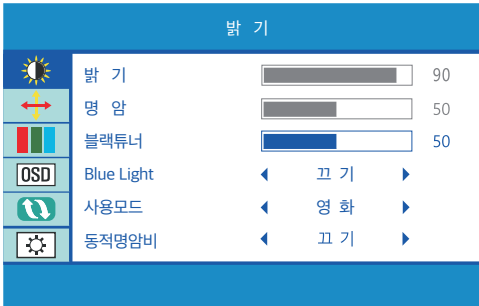 밝 기
밝 기 90
명 암 50
블랙튜너 50
Blue Light 끄 기
사용모드 영 화
OSD
동적명암비 끄 기